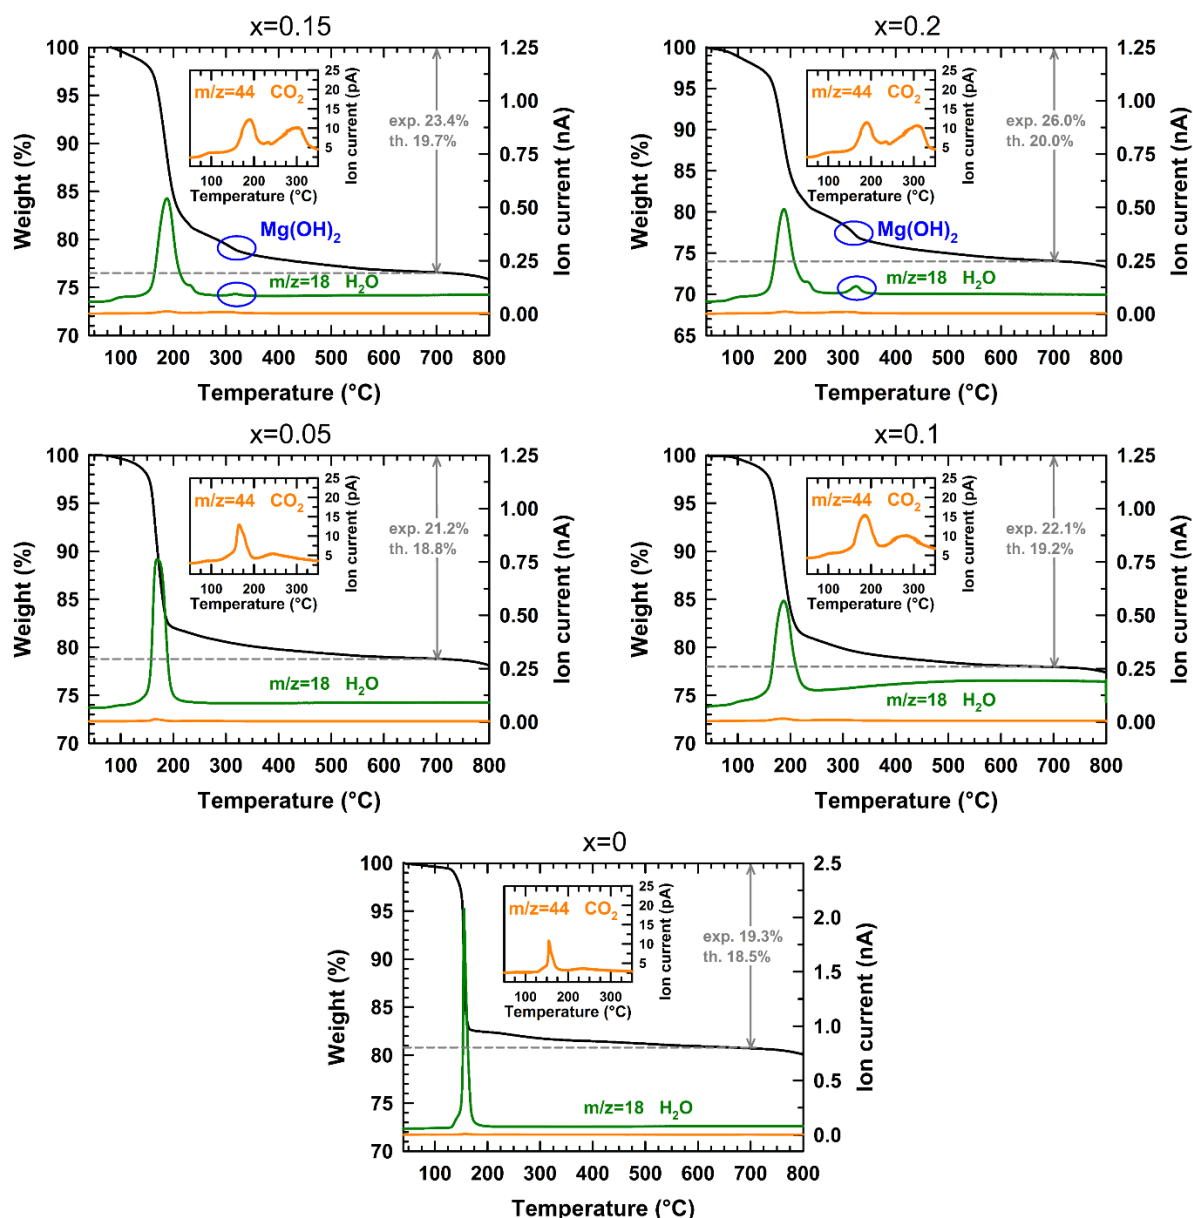 x=0.15
100
95
90
85
80
75
70
Weight (%)
1.25
1.00
0.75
0.50
0.25
0.00
Ion current (nA)
100 200 300 400 500 600 700 800
Temperature (°C)
exp. 23.4%
th. 19.7%
m/z=44 CO₂
25
20
15
10
5
Ion current (pA)
100 200 300
Temperature (°C)
Mg(OH)₂
m/z=18 H₂O
x=0.2
100
95
90
85
80
75
70
65
Weight (%)
1.25
1.00
0.75
0.50
0.25
0.00
Ion current (nA)
100 200 300 400 500 600 700 800
Temperature (°C)
exp. 26.0%
th. 20.0%
m/z=44 CO₂
25
20
15
10
5
Ion current (pA)
100 200 300
Temperature (°C)
Mg(OH)₂
m/z=18 H₂O
x=0.05
100
95
90
85
80
75
70
Weight (%)
1.25
1.00
0.75
0.50
0.25
0.00
Ion current (nA)
100 200 300 400 500 600 700 800
Temperature (°C)
exp. 21.2%
th. 18.8%
m/z=44 CO₂
25
20
15
10
5
Ion current (pA)
100 200 300
Temperature (°C)
m/z=18 H₂O
x=0.1
100
95
90
85
80
75
70
Weight (%)
1.25
1.00
0.75
0.50
0.25
0.00
Ion current (nA)
100 200 300 400 500 600 700 800
Temperature (°C)
exp. 22.1%
th. 19.2%
m/z=44 CO₂
25
20
15
10
5
Ion current (pA)
100 200 300
Temperature (°C)
m/z=18 H₂O
x=0
100
95
90
85
80
75
70
Weight (%)
2.5
2.0
1.5
1.0
0.5
0.0
Ion current (nA)
100 200 300 400 500 600 700 800
Temperature (°C)
exp. 19.3%
th. 18.5%
m/z=44 CO₂
25
20
15
10
5
Ion current (pA)
100 200 300
Temperature (°C)
m/z=18 H₂O